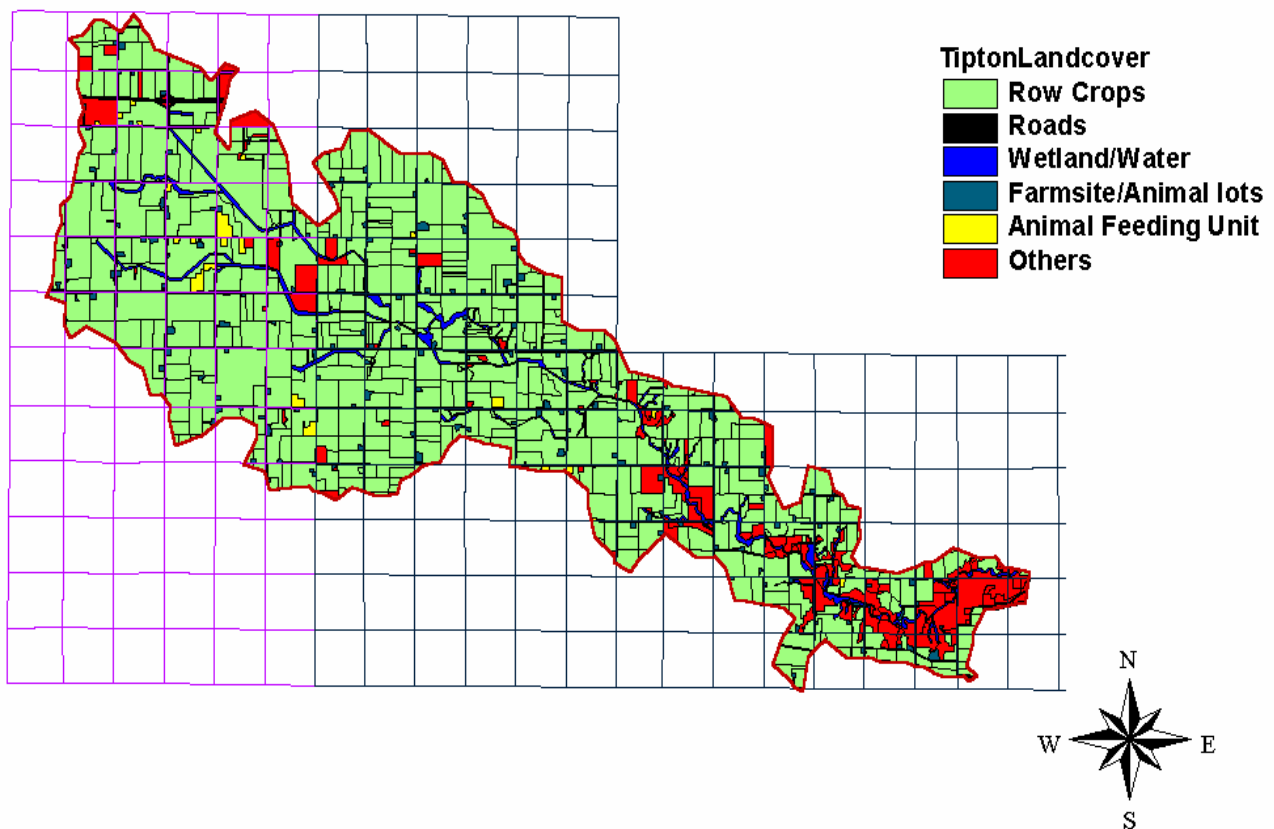 TiptonLandcover
Row Crops
Roads
Wetland/Water
Farmsite/Animal lots
Animal Feeding Unit
Others
N
W
E
S